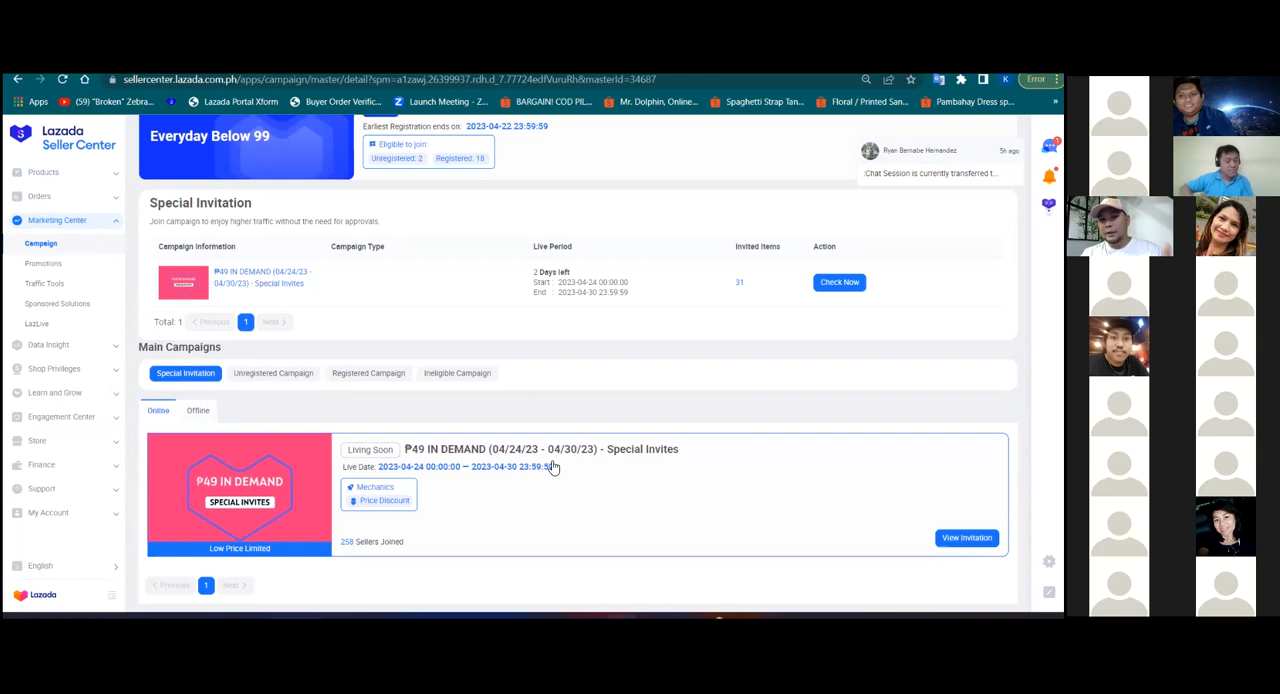 sellercenter.lazada.com.ph/apps/campaign/master/detail?spm=a1zawj.26399937.rdh.d_7.77724edfVuruRh&masterId=34687
Error
Apps
(59) "Broken" Zebra...
Lazada Portal Xform
Buyer Order Verific...
Launch Meeting - Z...
BARGAIN! COD PIL...
Mr. Dolphin, Online...
Spaghetti Strap Tan...
Floral / Printed San...
Pambahay Dress sp...
»
Lazada
Seller Center
Products
Orders
Marketing Center
Campaign
Promotions
Traffic Tools
Sponsored Solutions
LazLive
Data Insight
Shop Privileges
Learn and Grow
Engagement Center
Store
Finance
Support
My Account
English
Lazada
Everyday Below 99
Earliest Registration ends on: 2023-04-22 23:59:59
Eligible to join:
Unregistered: 2 Registered: 18
Ryan Bernabe Hernandez 5h ago
:Chat Session is currently transferred t...
Special Invitation
Join campaign to enjoy higher traffic without the need for approvals.
Campaign Information Campaign Type Live Period Invited Items Action
₱49 IN DEMAND (04/24/23 -
04/30/23) - Special Invites
2 Days left
Start : 2023-04-24 00:00:00
End : 2023-04-30 23:59:59
31
Check Now
Total: 1 < Previous 1 Next >
Main Campaigns
Special Invitation Unregistered Campaign Registered Campaign Ineligible Campaign
Online Offline
₱49 IN DEMAND
SPECIAL INVITES
Low Price Limited
Living Soon ₱49 IN DEMAND (04/24/23 - 04/30/23) - Special Invites
Live Date: 2023-04-24 00:00:00 — 2023-04-30 23:59:59
Mechanics
Price Discount
258 Sellers Joined
View Invitation
< Previous 1 Next >